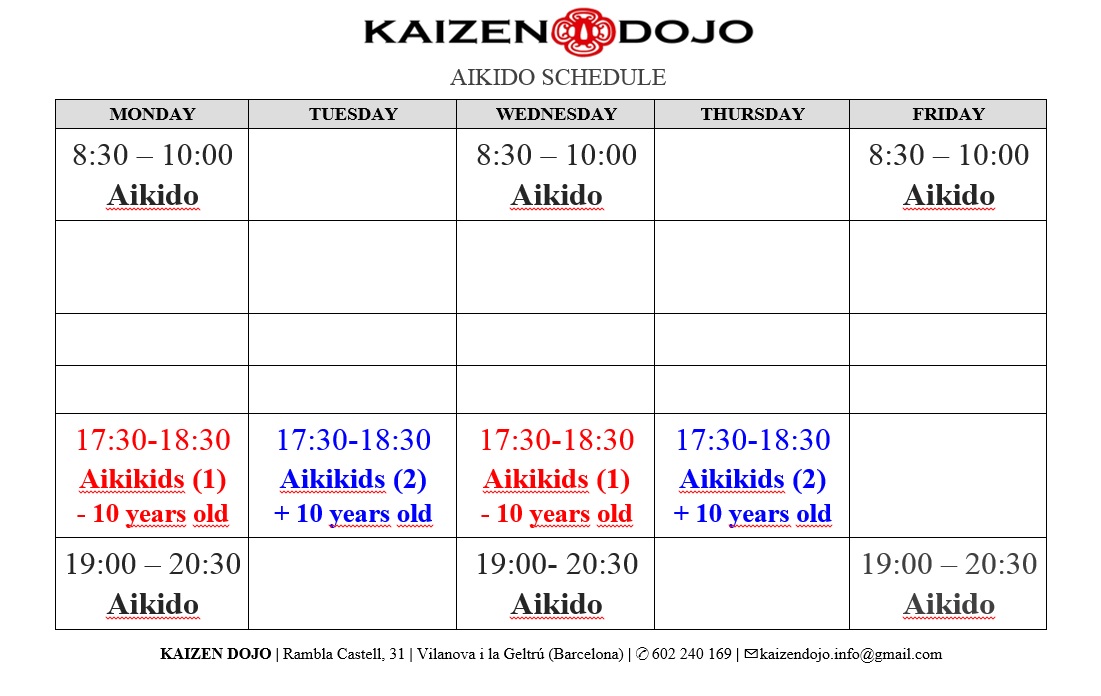 KAIZEN DOJO
AIKIDO SCHEDULE
MONDAY TUESDAY WEDNESDAY THURSDAY FRIDAY
8:30 – 10:00 8:30 – 10:00 8:30 – 10:00
Aikido Aikido Aikido
17:30-18:30 17:30-18:30 17:30-18:30 17:30-18:30
Aikikids (1) Aikikids (2) Aikikids (1) Aikikids (2)
- 10 years old + 10 years old - 10 years old + 10 years old
19:00 – 20:30 19:00- 20:30 19:00 – 20:30
Aikido Aikido Aikido
KAIZEN DOJO | Rambla Castell, 31 | Vilanova i la Geltrú (Barcelona) | ✆ 602 240 169 | ✉kaizendojo.info@gmail.com